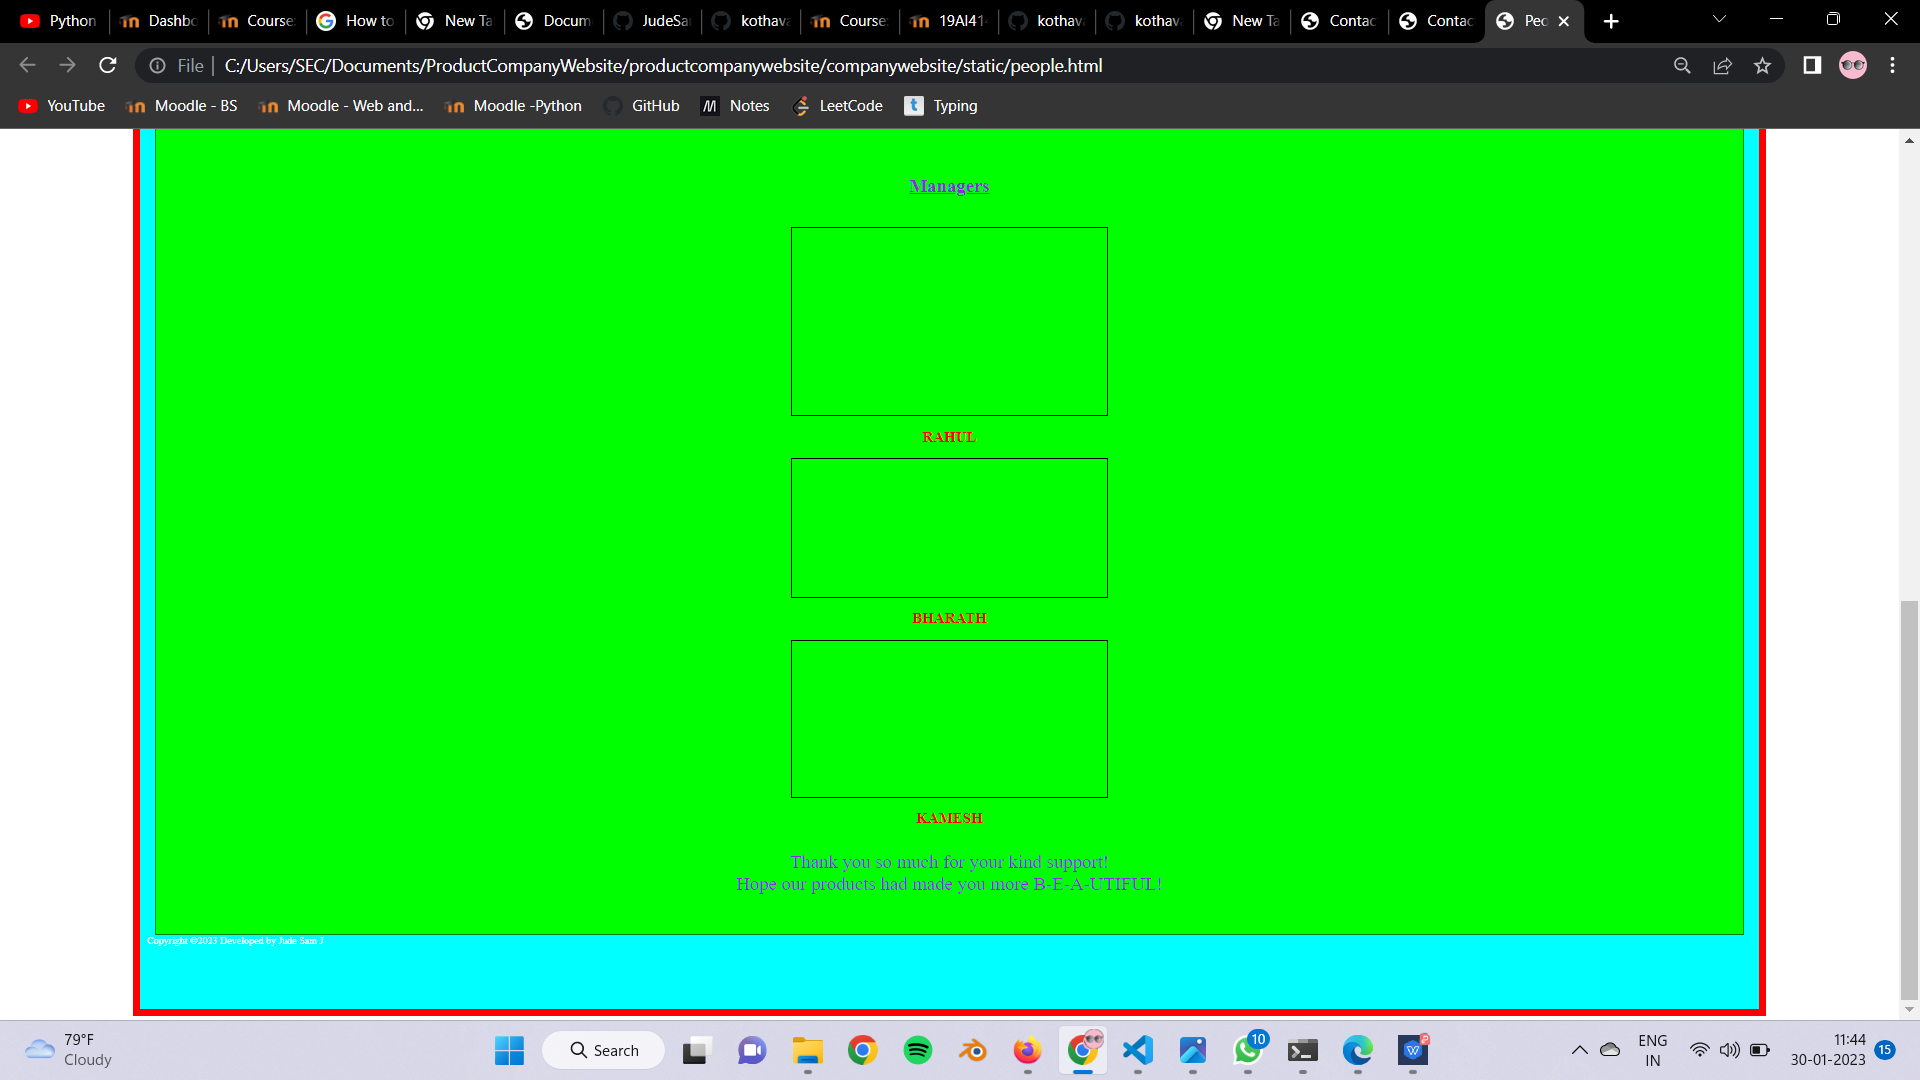 Python
Dashbo
Course:
How to
New Ta
Docum
JudeSa
kothava
Course:
19AI41
kothava
kothava
New Ta
Contac
Contac
Peo
File
C:/Users/SEC/Documents/ProductCompanyWebsite/productcompanywebsite/companywebsite/static/people.html
YouTube
Moodle - BS
Moodle - Web and...
Moodle -Python
GitHub
Notes
LeetCode
Typing
Managers
RAHUL
BHARATH
KAMESH
Thank you so much for your kind support!
Hope our products had made you more B-E-A-UTIFUL!
Copyright ©2023 Developed by Jude Sam J
79°F
Cloudy
Search
10
ENG
IN
11:44
30-01-2023
15